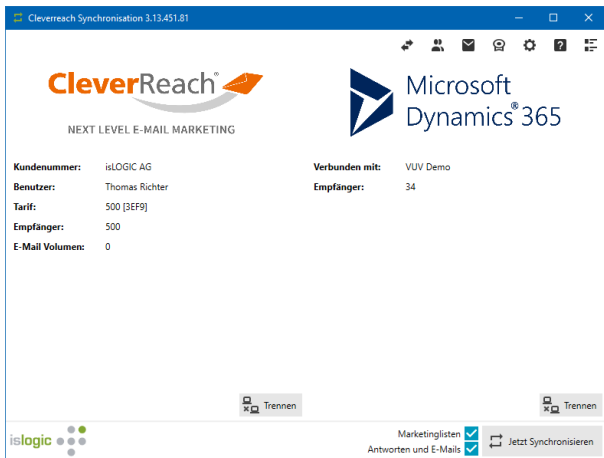 Cleverreach Synchronisation 3.13.451.81
CleverReach®
NEXT LEVEL E-MAIL MARKETING
Microsoft
Dynamics® 365
Kundenummer: isLOGIC AG
Benutzer: Thomas Richter
Tarif: 500 [3EF9]
Empfänger: 500
E-Mail Volumen: 0
Verbunden mit: VUV Demo
Empfänger: 34
Trennen
Trennen
islogic
Marketinglisten
Antworten und E-Mails
Jetzt Synchronisieren